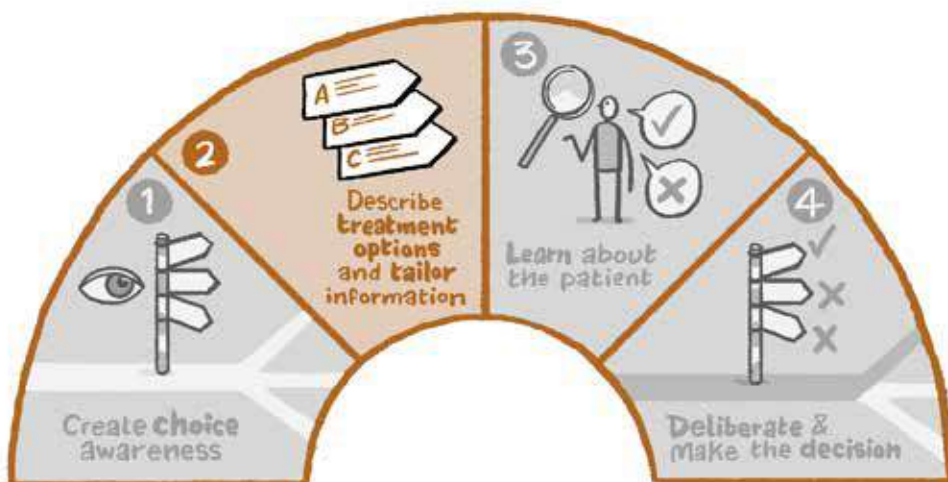 1
Create choice
awareness
2
A
B
C
Describe
treatment
options
and tailor
information
3
Learn about
the patient
4
Deliberate &
Make the decision